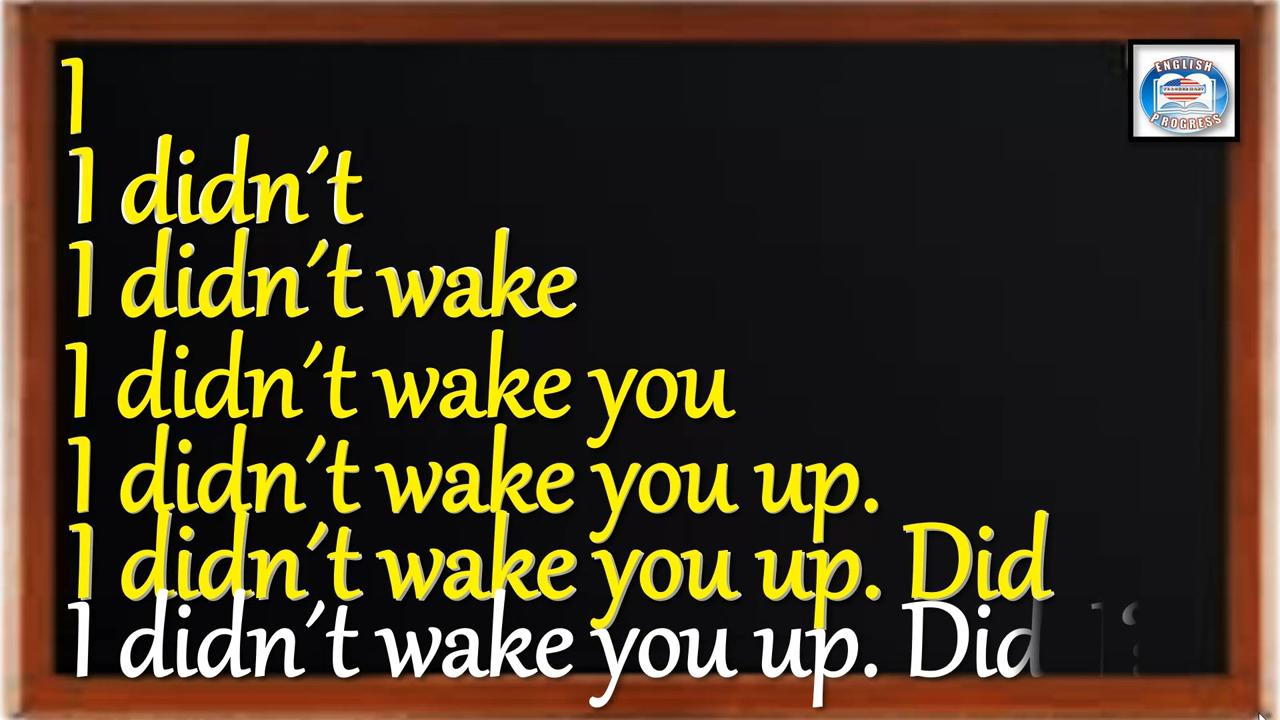 I
I didn´t
I didn´t wake
I didn´t wake you
I didn´t wake you up.
I didn´t wake you up. Did
I didn´t wake you up. Did I?
ENGLISH
PROGRESS